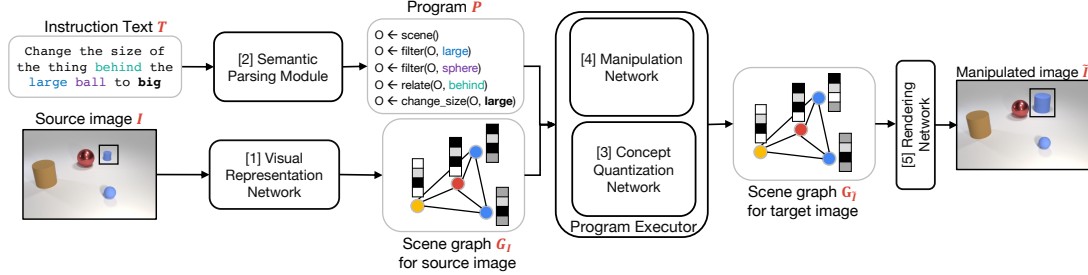 Instruction Text T
Change the size of
the thing behind the
large ball to big
[2] Semantic
Parsing Module
Program P
O ← scene()
O ← filter(O, large)
O ← filter(O, sphere)
O ← relate(O, behind)
O ← change_size(O, large)
Source image I
[1] Visual
Representation
Network
Scene graph G_I
for source image
[4] Manipulation
Network
[3] Concept
Quantization
Network
Program Executor
Scene graph G_Ĩ
for target image
[5] Rendering
Network
Manipulated image Ĩ